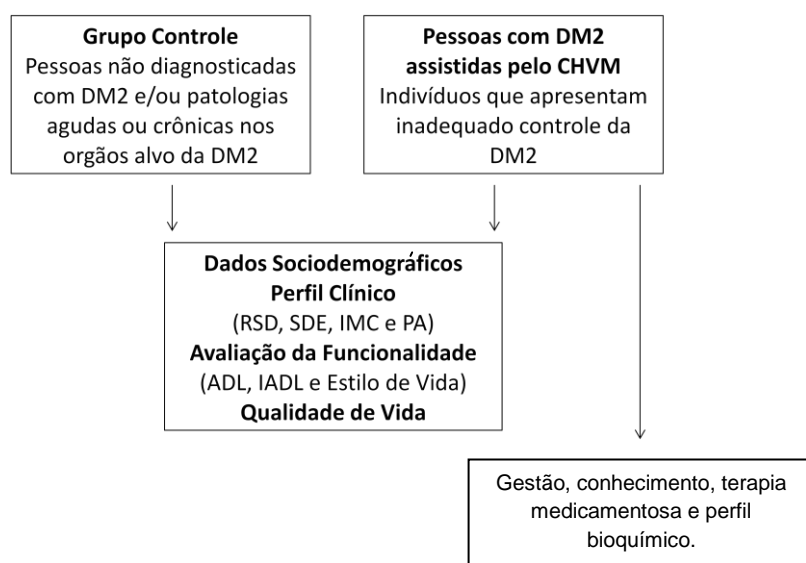 Grupo Controle
Pessoas não diagnosticadas
com DM2 e/ou patologias
agudas ou crônicas nos
orgãos alvo da DM2
Pessoas com DM2
assistidas pelo CHVM
Indivíduos que apresentam
inadequado controle da
DM2
Dados Sociodemográficos
Perfil Clínico
(RSD, SDE, IMC e PA)
Avaliação da Funcionalidade
(ADL, IADL e Estilo de Vida)
Qualidade de Vida
Gestão, conhecimento, terapia
medicamentosa e perfil
bioquímico.